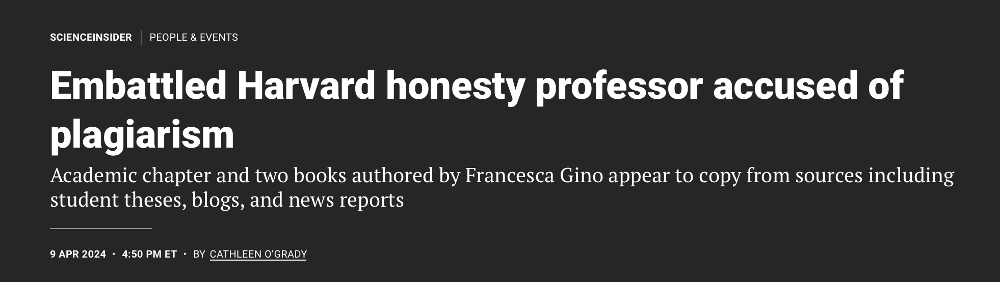 SCIENCEINSIDER | PEOPLE & EVENTS
Embattled Harvard honesty professor accused of
plagiarism
Academic chapter and two books authored by Francesca Gino appear to copy from sources including
student theses, blogs, and news reports
9 APR 2024 • 4:50 PM ET • BY CATHLEEN O’GRADY